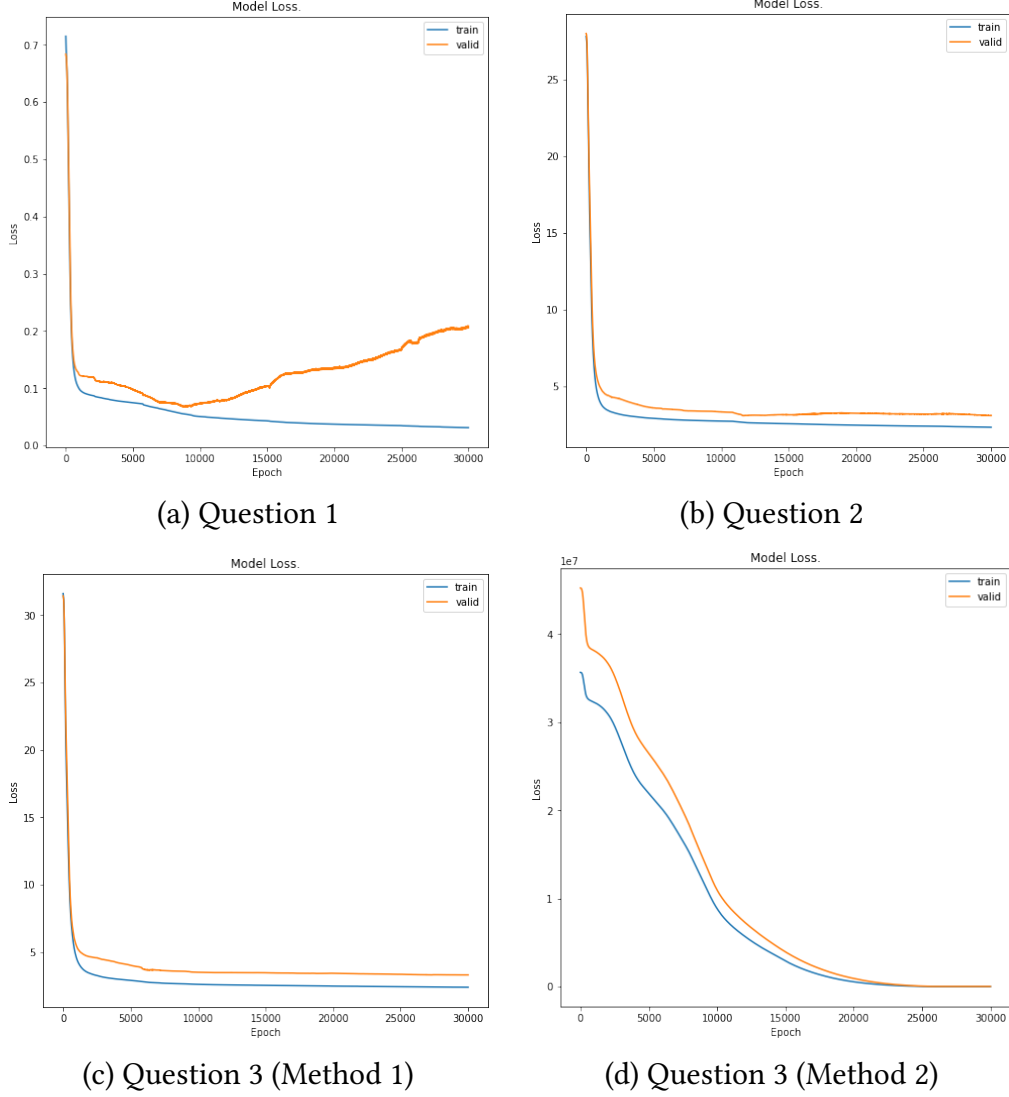 Model Loss.
train
valid
0.7
0.6
0.5
0.4
0.3
0.2
0.1
0.0
Loss
0 5000 10000 15000 20000 25000 30000
Epoch
(a) Question 1
Model Loss.
train
valid
25
20
15
10
5
Loss
0 5000 10000 15000 20000 25000 30000
Epoch
(b) Question 2
Model Loss.
train
valid
30
25
20
15
10
5
Loss
0 5000 10000 15000 20000 25000 30000
Epoch
(c) Question 3 (Method 1)
1e7
Model Loss.
train
valid
4
3
2
1
0
Loss
0 5000 10000 15000 20000 25000 30000
Epoch
(d) Question 3 (Method 2)